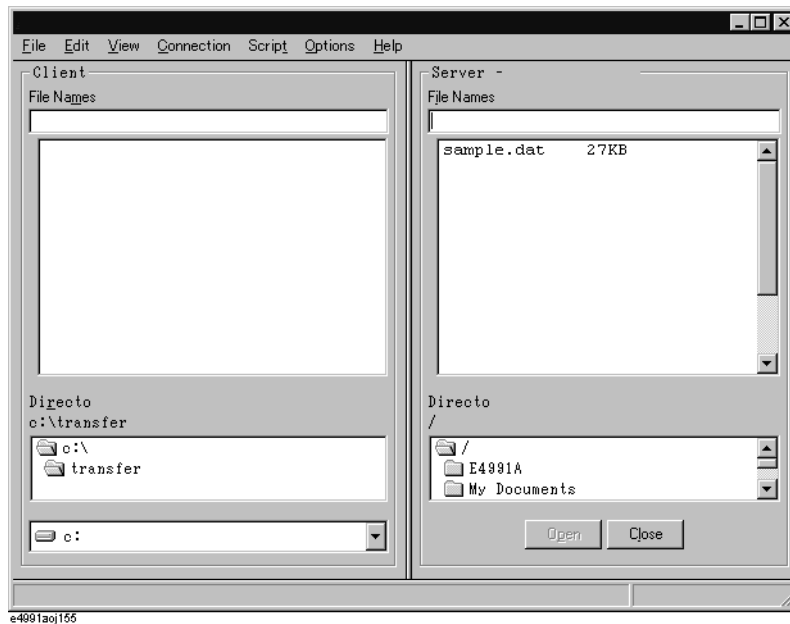 File Edit View Connection Script Options Help
Client
File Names
Directo
c:\transfer
c:\
transfer
c:
Server -
File Names
sample.dat 27KB
Directo
/
/
E4991A
My Documents
Open Close
e4991aoj155